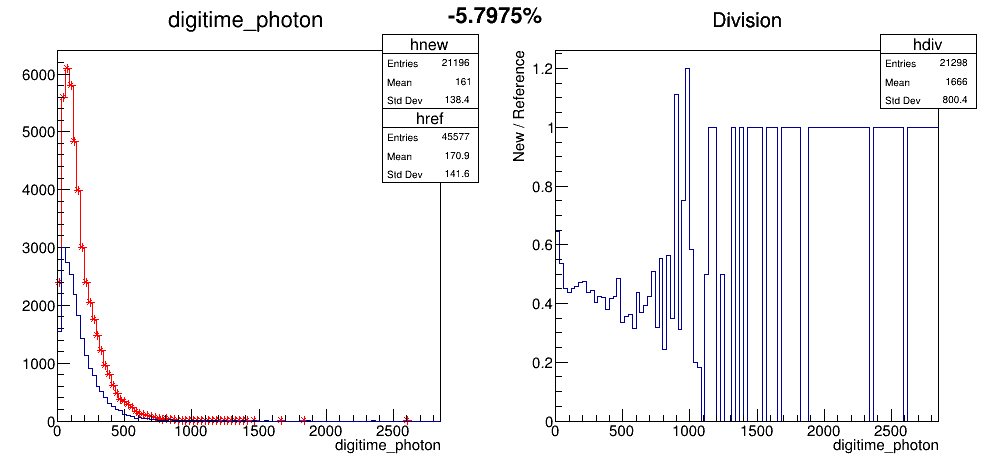 -5.7975%
digitime_photon
hnew
Entries 21196
Mean 161
Std Dev 138.4
href
Entries 45577
Mean 170.9
Std Dev 141.6
6000
5000
4000
3000
2000
1000
0
0 500 1000 1500 2000 2500
digitime_photon
Division
hdiv
Entries 21298
Mean 1666
Std Dev 800.4
New / Reference
1.2
1
0.8
0.6
0.4
0.2
0
0 500 1000 1500 2000 2500
digitime_photon